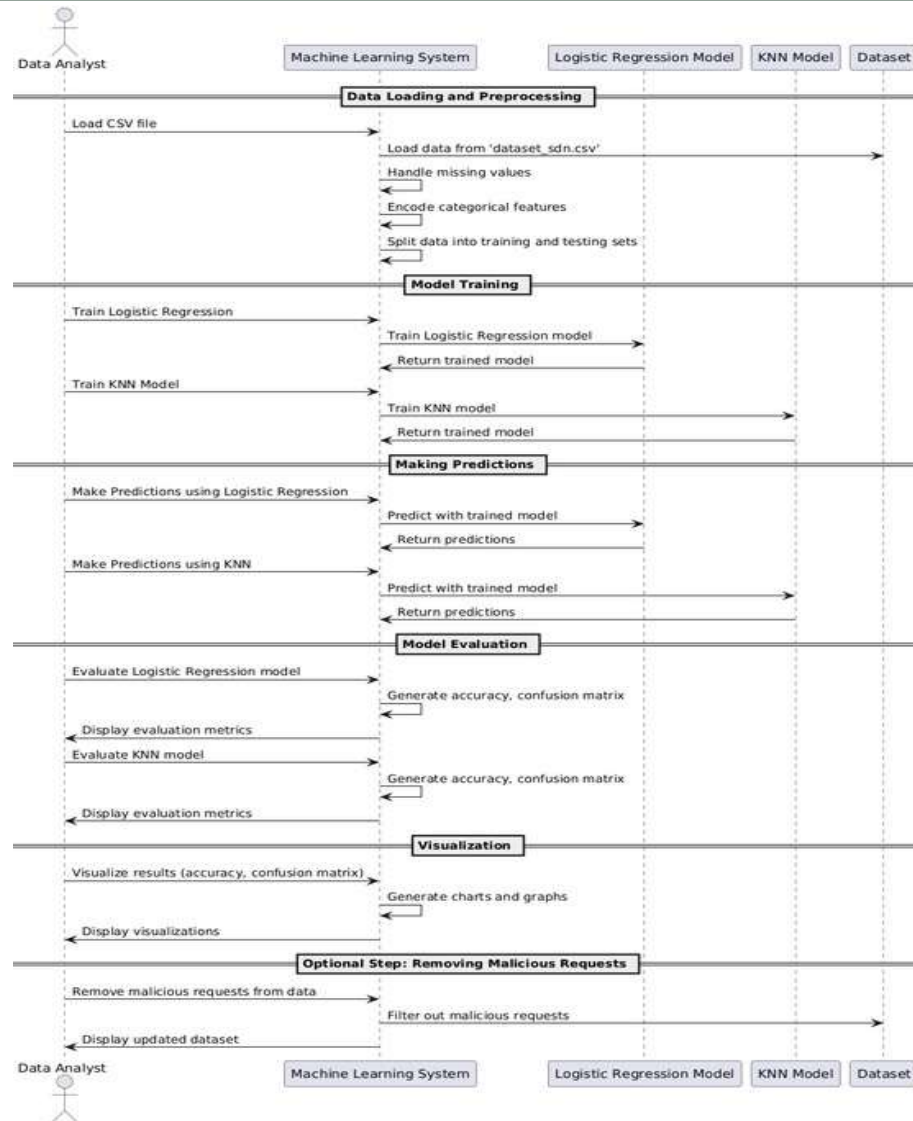 Data Analyst
Machine Learning System
Logistic Regression Model
KNN Model
Dataset
Data Loading and Preprocessing
Load CSV file
Load data from 'dataset_sdn.csv'
Handle missing values
Encode categorical features
Split data into training and testing sets
Model Training
Train Logistic Regression
Train Logistic Regression model
Return trained model
Train KNN Model
Train KNN model
Return trained model
Making Predictions
Make Predictions using Logistic Regression
Predict with trained model
Return predictions
Make Predictions using KNN
Predict with trained model
Return predictions
Model Evaluation
Evaluate Logistic Regression model
Generate accuracy, confusion matrix
Display evaluation metrics
Evaluate KNN model
Generate accuracy, confusion matrix
Display evaluation metrics
Visualization
Visualize results (accuracy, confusion matrix)
Generate charts and graphs
Display visualizations
Optional Step: Removing Malicious Requests
Remove malicious requests from data
Filter out malicious requests
Display updated dataset
Data Analyst
Machine Learning System
Logistic Regression Model
KNN Model
Dataset